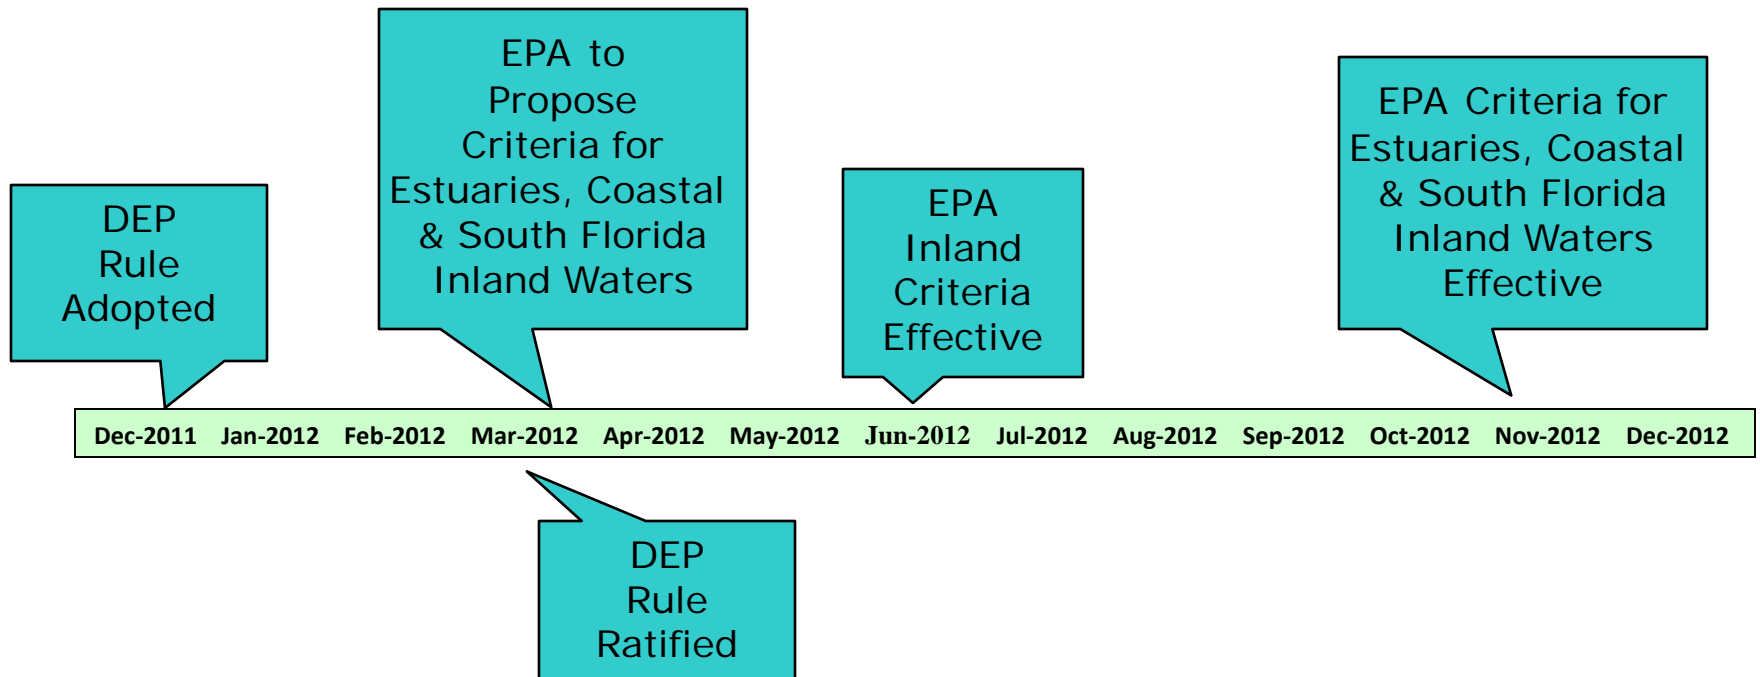 DEP
Rule
Adopted
EPA to
Propose
Criteria for
Estuaries, Coastal
& South Florida
Inland Waters
EPA
Inland
Criteria
Effective
EPA Criteria for
Estuaries, Coastal
& South Florida
Inland Waters
Effective
Dec-2011 Jan-2012 Feb-2012 Mar-2012 Apr-2012 May-2012 Jun-2012 Jul-2012 Aug-2012 Sep-2012 Oct-2012 Nov-2012 Dec-2012
DEP
Rule
Ratified